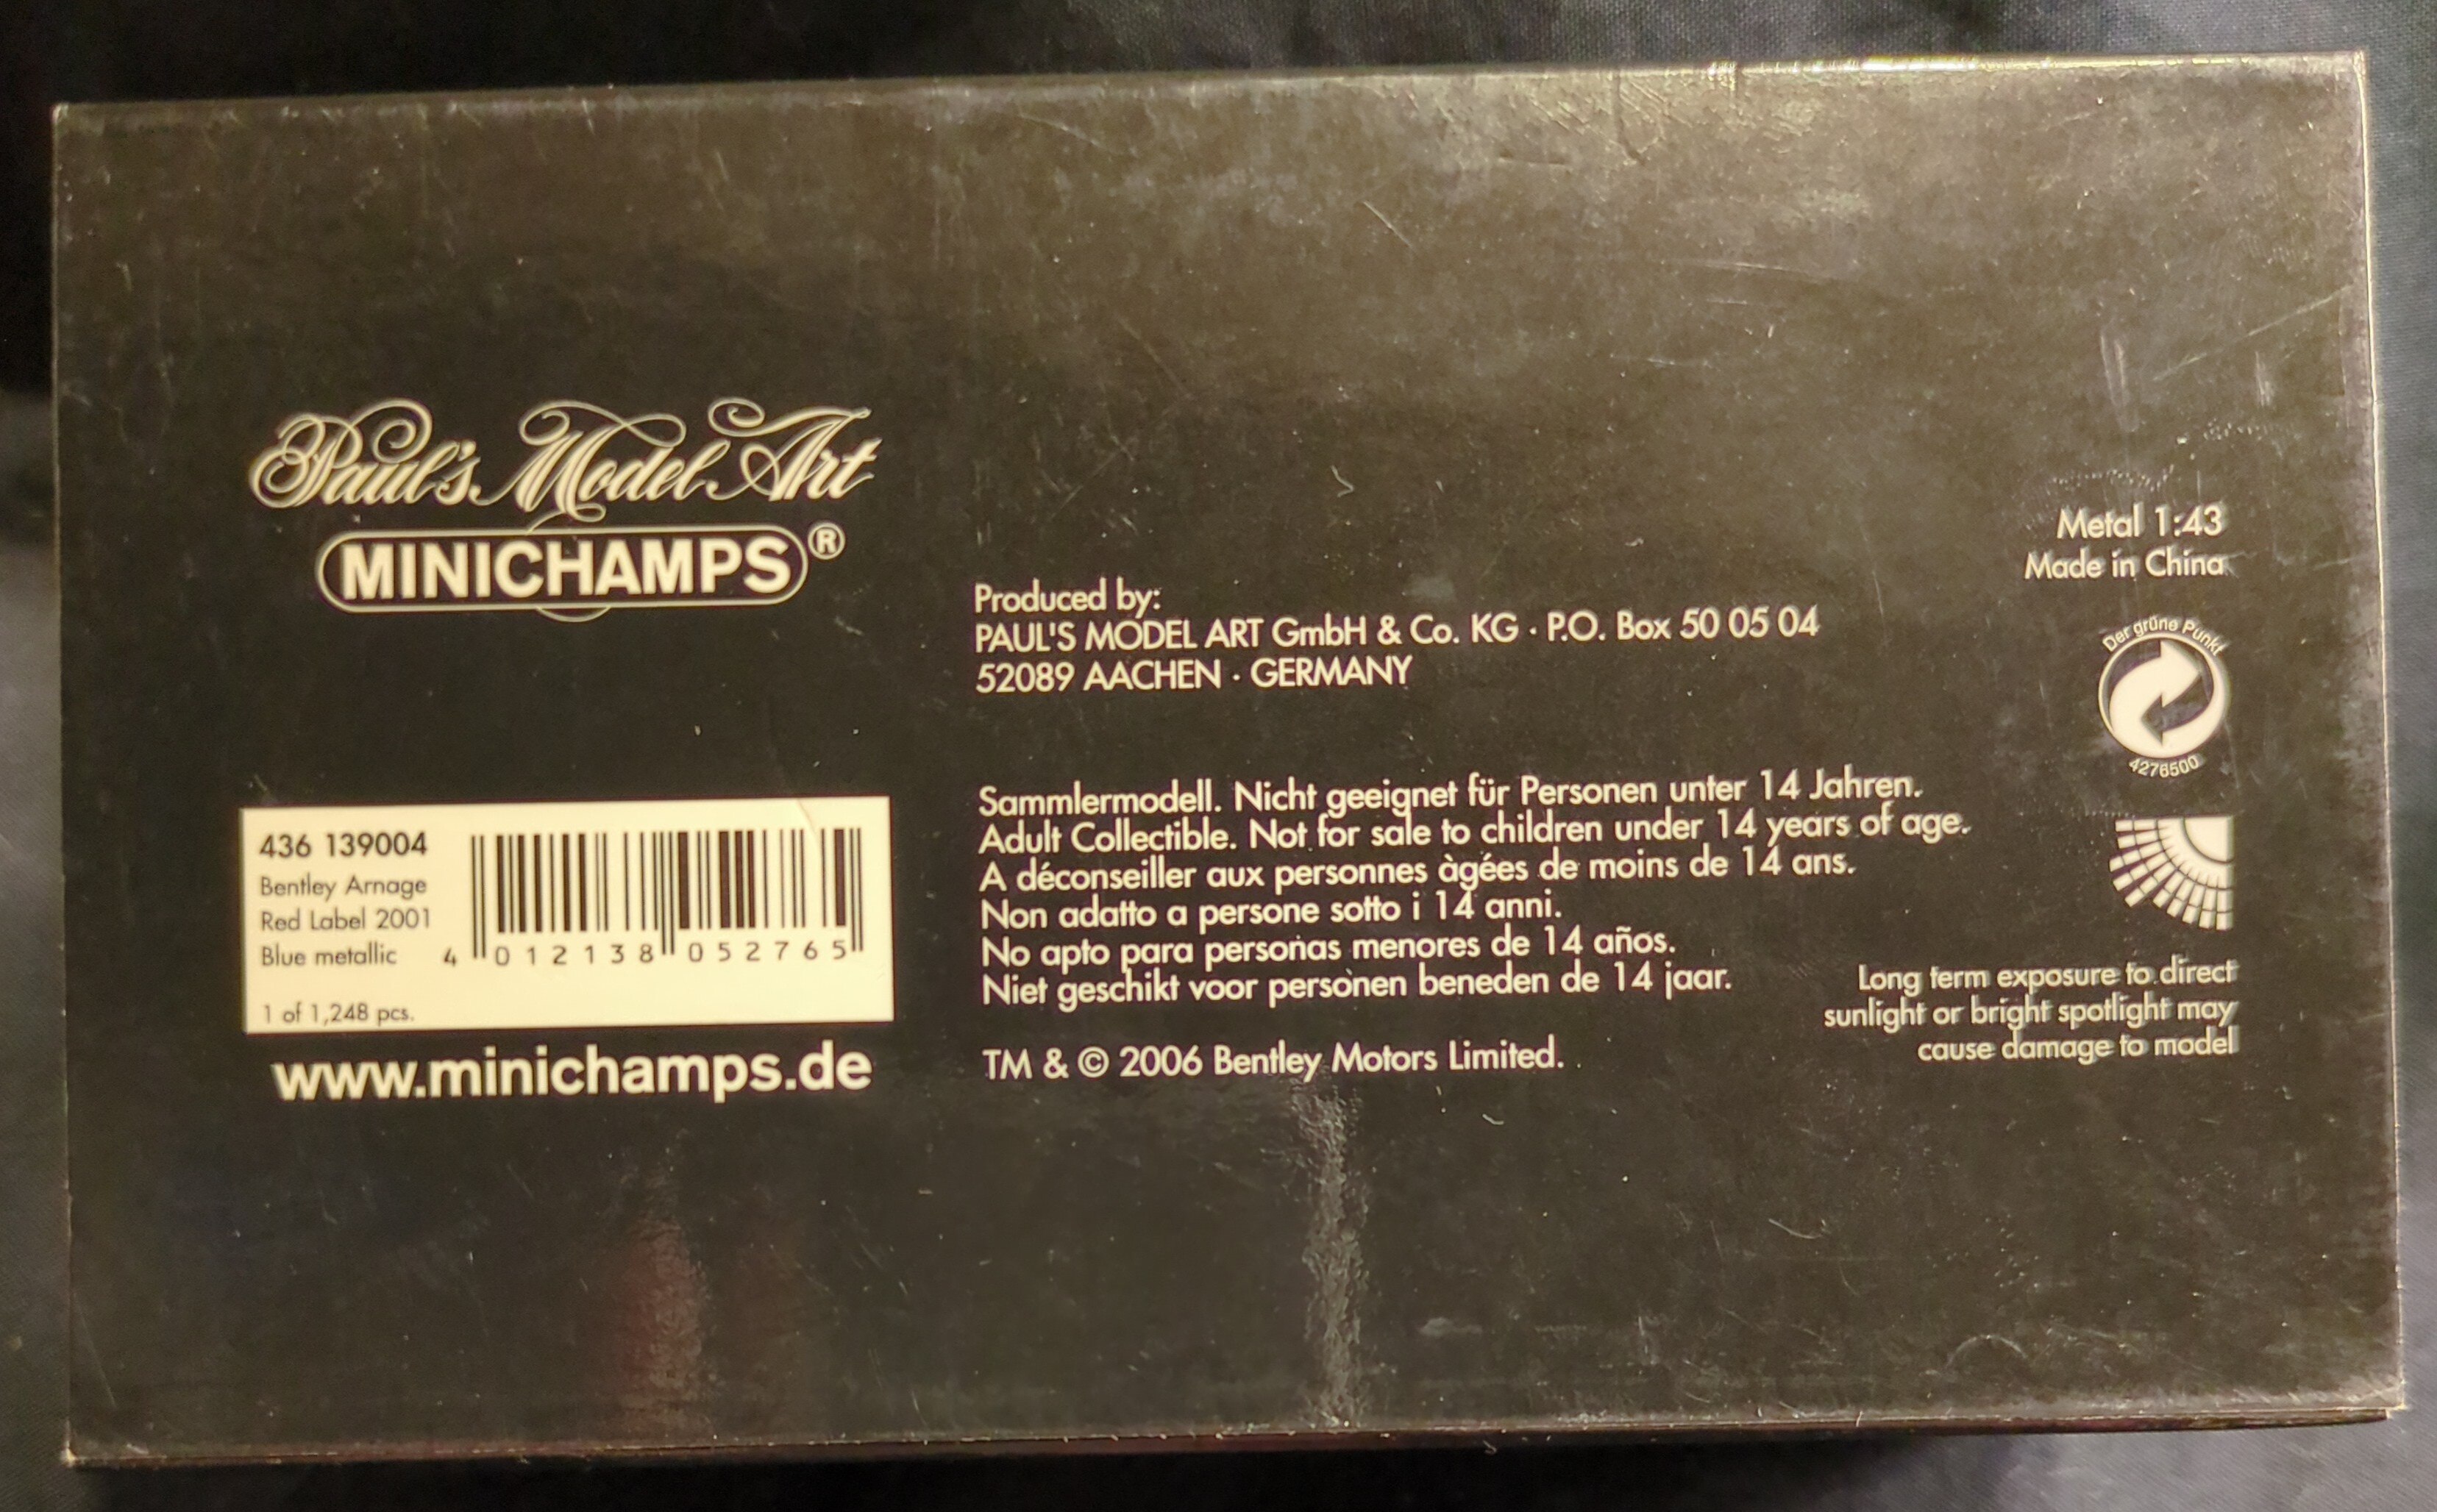 Paul's Model Art
MINICHAMPS®
436 139004
Bentley Arnage
Red Label 2001
Blue metallic
4 012138 052765
1 of 1,248 pcs.
www.minichamps.de
Produced by:
PAUL'S MODEL ART GmbH & Co. KG · P.O. Box 50 05 04
52089 AACHEN · GERMANY
Sammlermodell. Nicht geeignet für Personen unter 14 Jahren.
Adult Collectible. Not for sale to children under 14 years of age.
A déconseiller aux personnes àgées de moins de 14 ans.
Non adatto a persone sotto i 14 anni.
No apto para personas menores de 14 años.
Niet geschikt voor personen beneden de 14 jaar.
TM & © 2006 Bentley Motors Limited.
Metal 1:43
Made in China
Der grüne Punkt
4276500
Long term exposure to direct
sunlight or bright spotlight may
cause damage to model